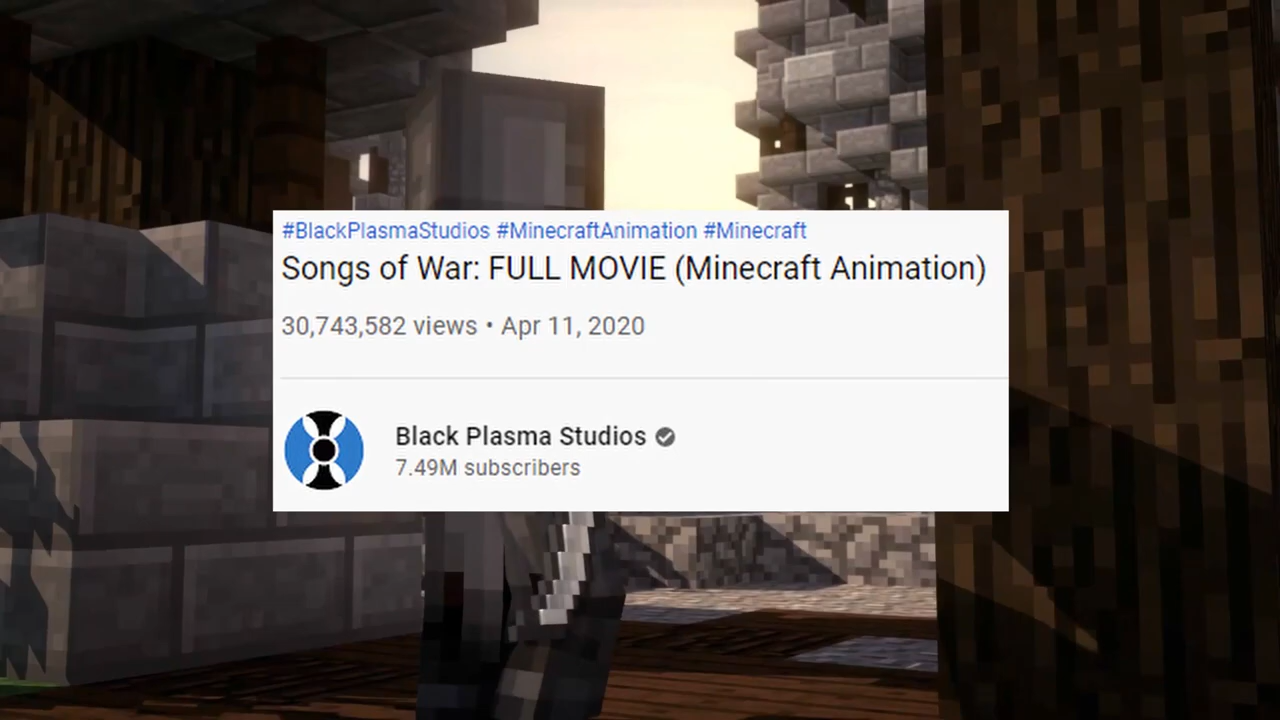 #BlackPlasmaStudios #MinecraftAnimation #Minecraft
Songs of War: FULL MOVIE (Minecraft Animation)
30,743,582 views • Apr 11, 2020
Black Plasma Studios
7.49M subscribers